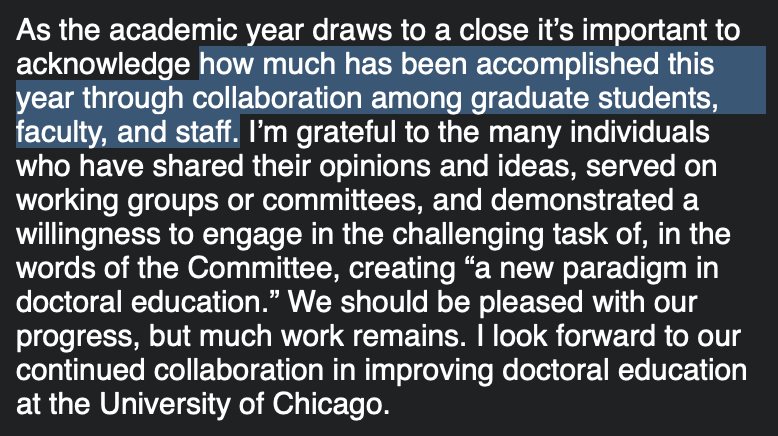 As the academic year draws to a close it’s important to
acknowledge how much has been accomplished this
year through collaboration among graduate students,
faculty, and staff. I’m grateful to the many individuals
who have shared their opinions and ideas, served on
working groups or committees, and demonstrated a
willingness to engage in the challenging task of, in the
words of the Committee, creating “a new paradigm in
doctoral education.” We should be pleased with our
progress, but much work remains. I look forward to our
continued collaboration in improving doctoral education
at the University of Chicago.